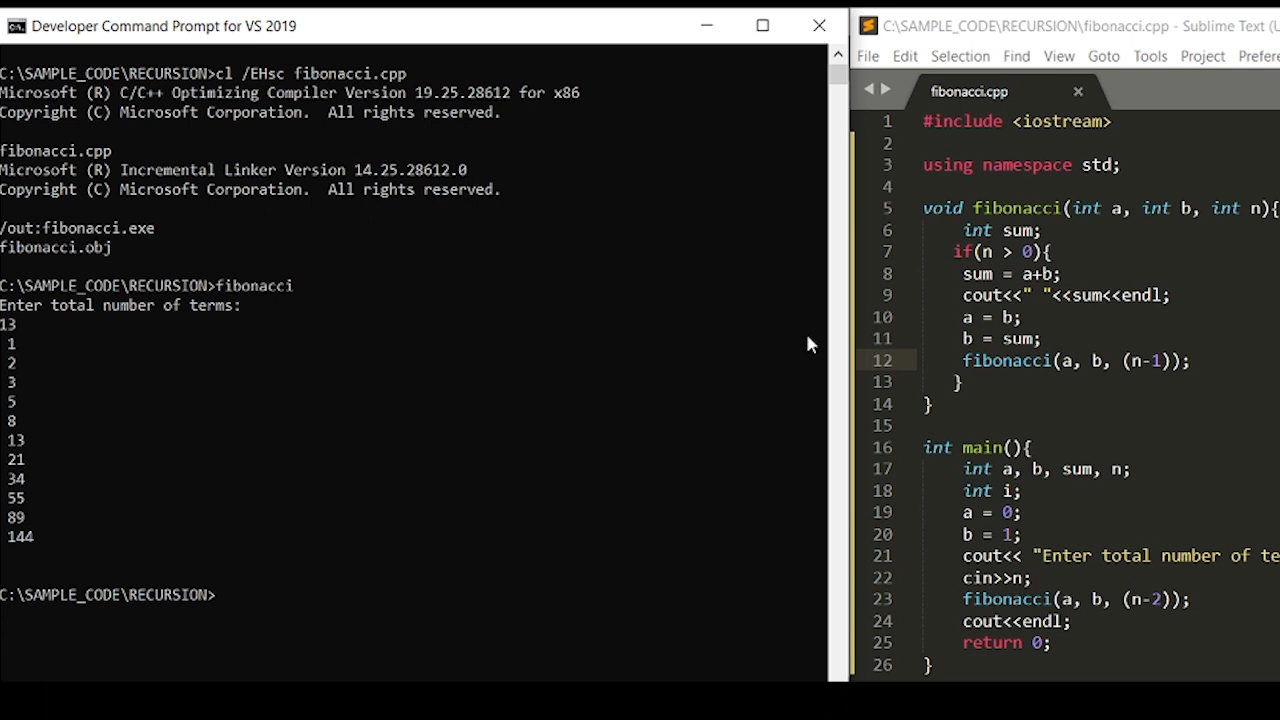 Developer Command Prompt for VS 2019
C:\SAMPLE_CODE\RECURSION>cl /EHsc fibonacci.cpp
Microsoft (R) C/C++ Optimizing Compiler Version 19.25.28612 for x86
Copyright (C) Microsoft Corporation.  All rights reserved.
fibonacci.cpp
Microsoft (R) Incremental Linker Version 14.25.28612.0
Copyright (C) Microsoft Corporation.  All rights reserved.
/out:fibonacci.exe
fibonacci.obj
C:\SAMPLE_CODE\RECURSION>fibonacci
Enter total number of terms:
13
1
2
3
5
8
13
21
34
55
89
144
C:\SAMPLE_CODE\RECURSION>
C:\SAMPLE_CODE\RECURSION\fibonacci.cpp - Sublime Text (U
File Edit Selection Find View Goto Tools Project Prefere
fibonacci.cpp
1 #include <iostream>
2
3 using namespace std;
4
5 void fibonacci(int a, int b, int n){
6 int sum;
7 if(n > 0){
8 sum = a+b;
9 cout<<" "<<sum<<endl;
10 a = b;
11 b = sum;
12 fibonacci(a, b, (n-1));
13 }
14 }
15
16 int main(){
17 int a, b, sum, n;
18 int i;
19 a = 0;
20 b = 1;
21 cout<< "Enter total number of te
22 cin>>n;
23 fibonacci(a, b, (n-2));
24 cout<<endl;
25 return 0;
26 }